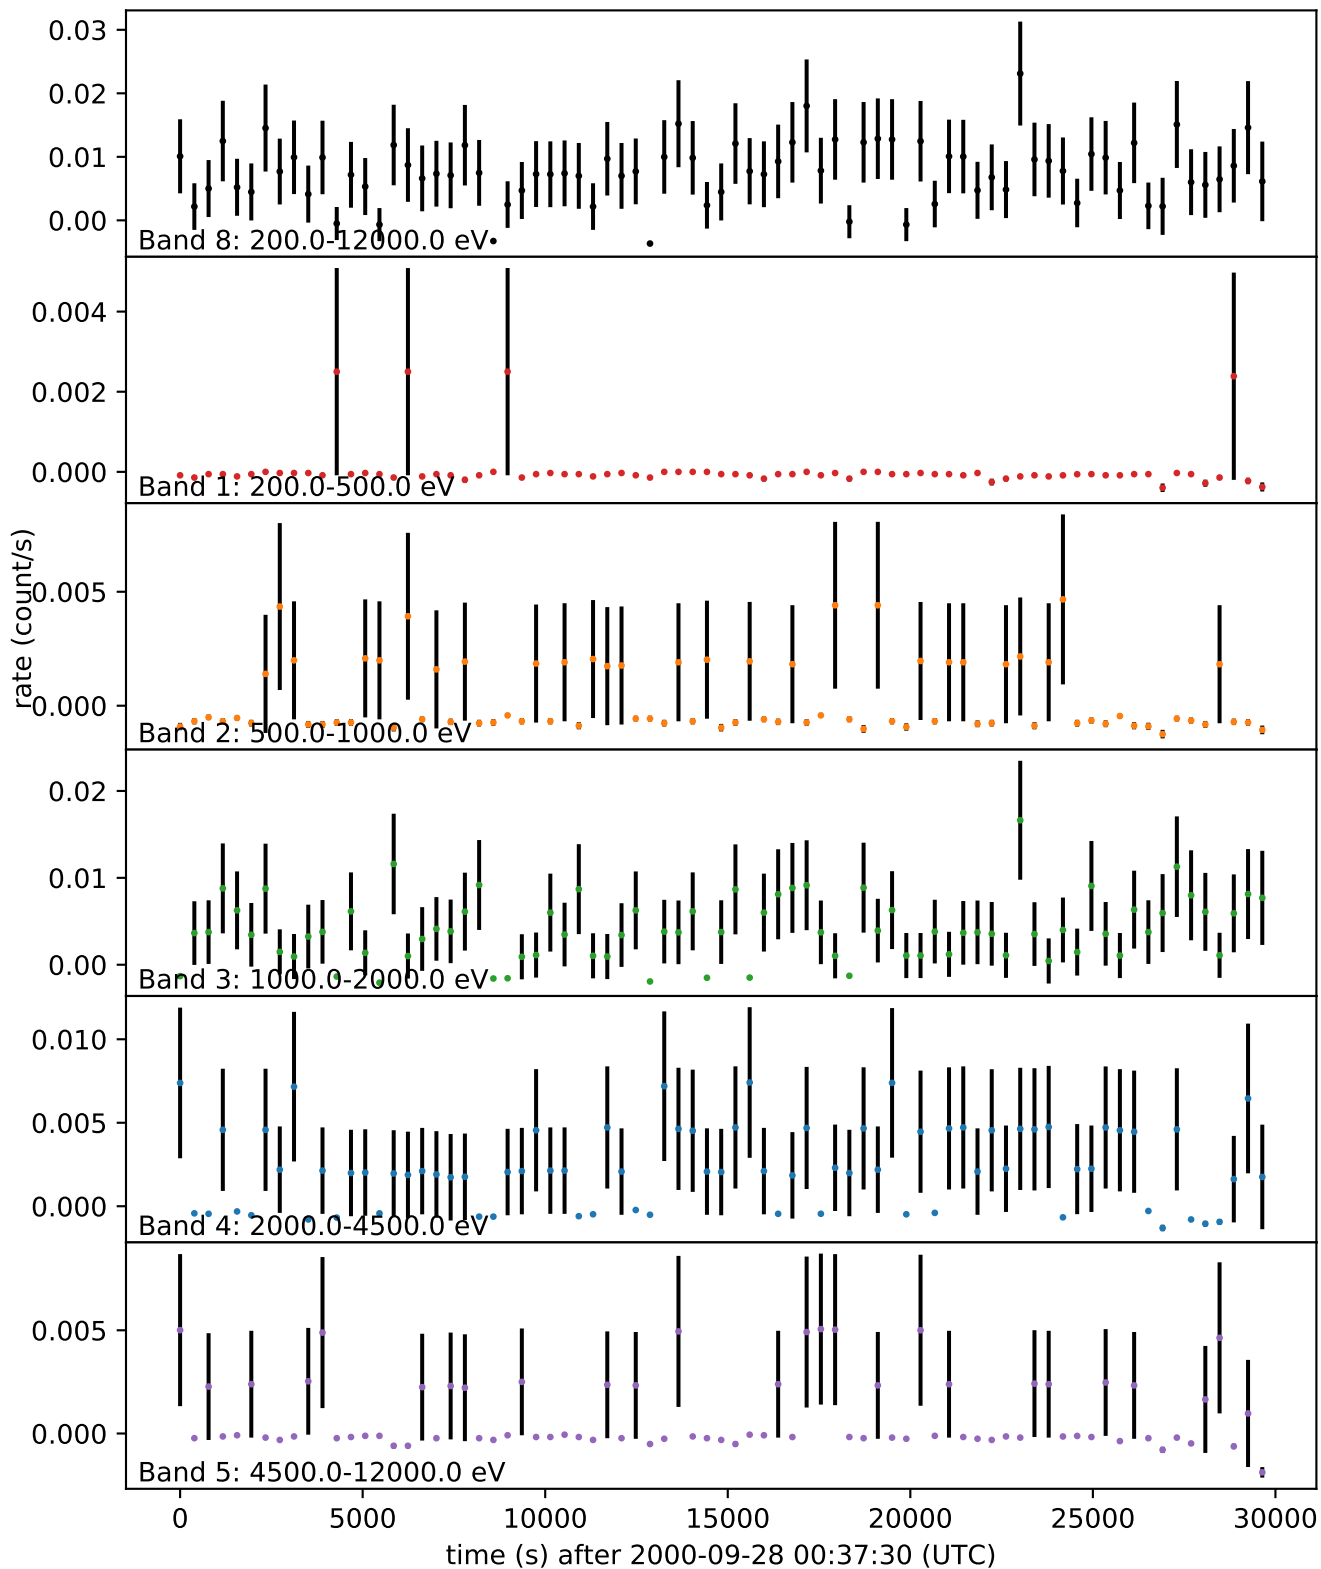 0.03
0.02
0.01
0.00
Band 8: 200.0-12000.0 eV
0.004
0.002
0.000
Band 1: 200.0-500.0 eV
rate (count/s)
0.005
0.000
Band 2: 500.0-1000.0 eV
0.02
0.01
0.00
Band 3: 1000.0-2000.0 eV
0.010
0.005
0.000
Band 4: 2000.0-4500.0 eV
0.005
0.000
Band 5: 4500.0-12000.0 eV
0 5000 10000 15000 20000 25000 30000
time (s) after 2000-09-28 00:37:30 (UTC)